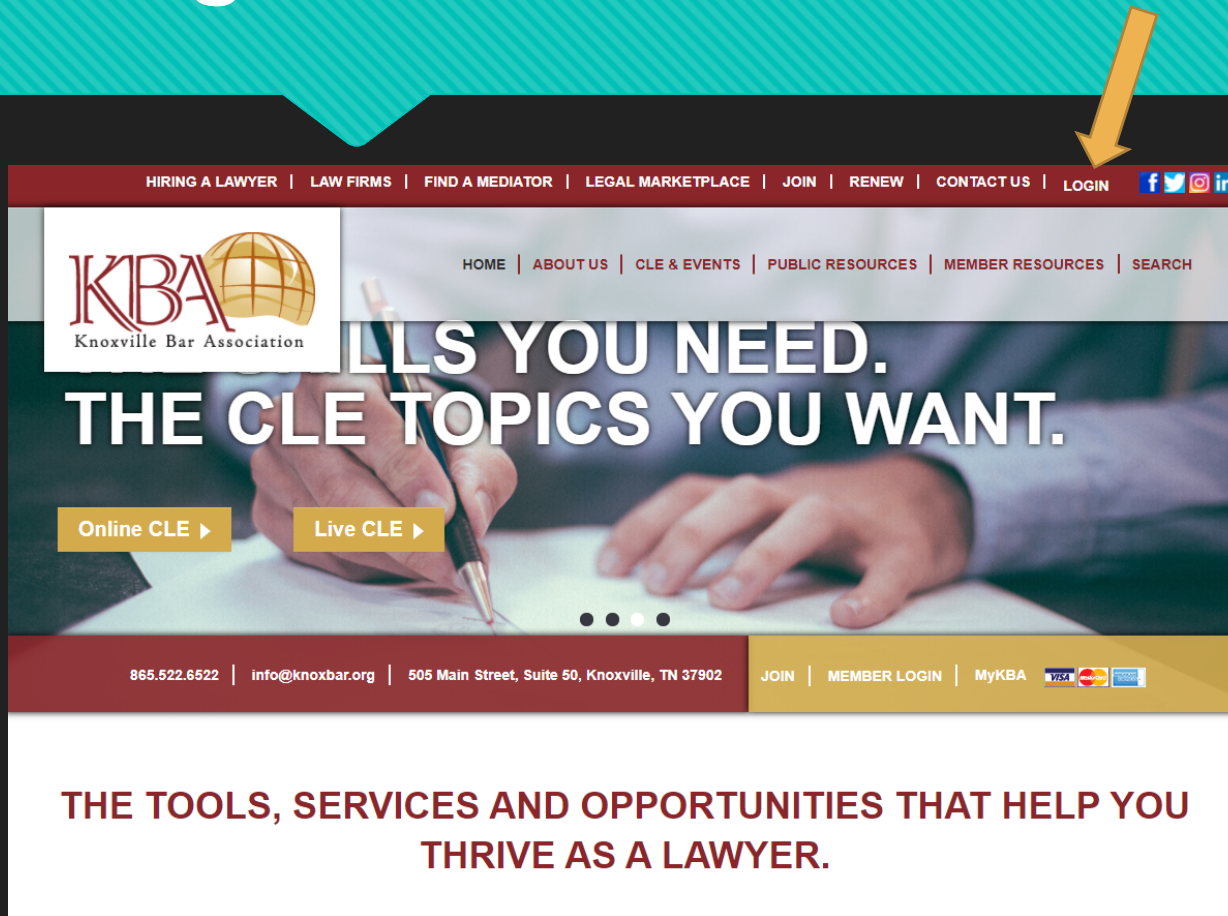 HIRING A LAWYER | LAW FIRMS | FIND A MEDIATOR | LEGAL MARKETPLACE | JOIN | RENEW | CONTACT US | LOGIN
KBA
Knoxville Bar Association
HOME | ABOUT US | CLE & EVENTS | PUBLIC RESOURCES | MEMBER RESOURCES | SEARCH
YOU NEED.
THE CLE TOPICS YOU WANT.
Online CLE
Live CLE
865.522.6522 | info@knoxbar.org | 505 Main Street, Suite 50, Knoxville, TN 37902
JOIN | MEMBER LOGIN | MyKBA VISA
THE TOOLS, SERVICES AND OPPORTUNITIES THAT HELP YOU
THRIVE AS A LAWYER.